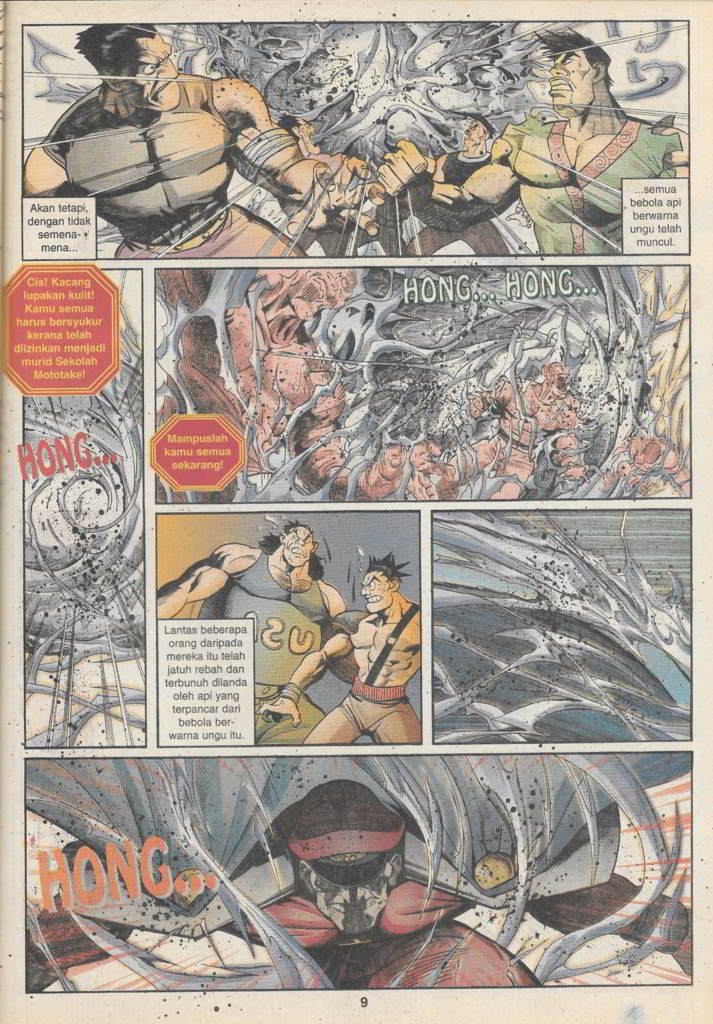 Akan tetapi,
dengan tidak
semena-
mena...
...semua
bebola api
berwarna
ungu telah
muncul.
Cis! Kacang
lupakan kulit!
Kamu semua
harus bersyukur
kerana telah
diizinkan menjadi
murid Sekolah
Mototake!
HONG...
HONG... HONG...
Mampuslah
kamu semua
sekarang!
Lantas beberapa
orang daripada
mereka itu telah
jatuh rebah dan
terbunuh dilanda
oleh api yang
terpancar dari
bebola ber-
warna ungu itu.
HONG...
9